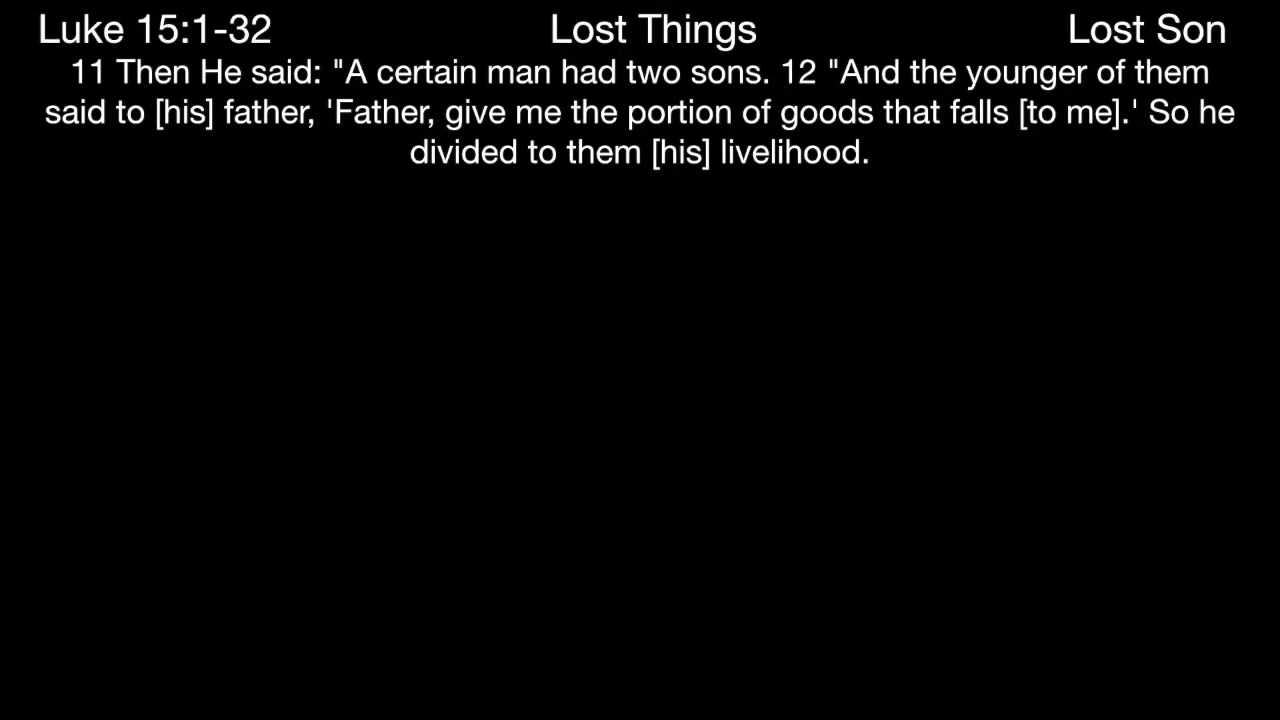 Luke 15:1-32 Lost Things Lost Son
11 Then He said: "A certain man had two sons. 12 "And the younger of them
said to [his] father, 'Father, give me the portion of goods that falls [to me].' So he
divided to them [his] livelihood.